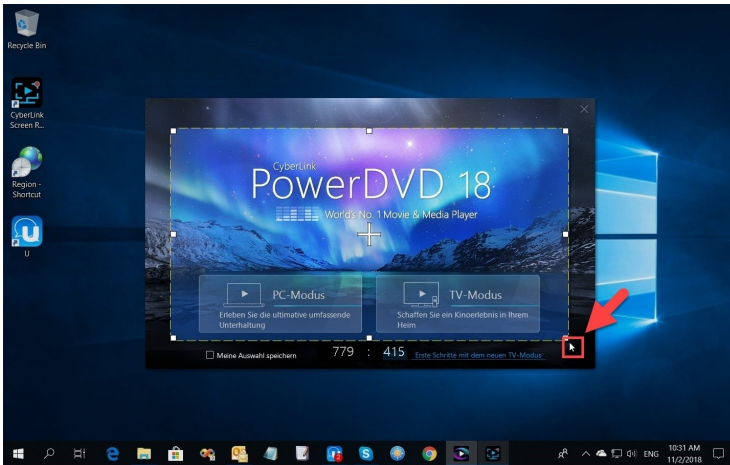 Recycle Bin
CyberLink
Screen R...
Region -
Shortcut
U
CyberLink
PowerDVD 18
World's No. 1 Movie & Media Player
PC-Modus
Erleben Sie die ultimative umfassende
Unterhaltung
TV-Modus
Schaffen Sie ein Kinoerlebnis in Ihrem
Heim
Meine Auswahl speichern
779 : 415
Erste Schritte mit dem neuen TV-Modus
ENG
10:31 AM
11/2/2018